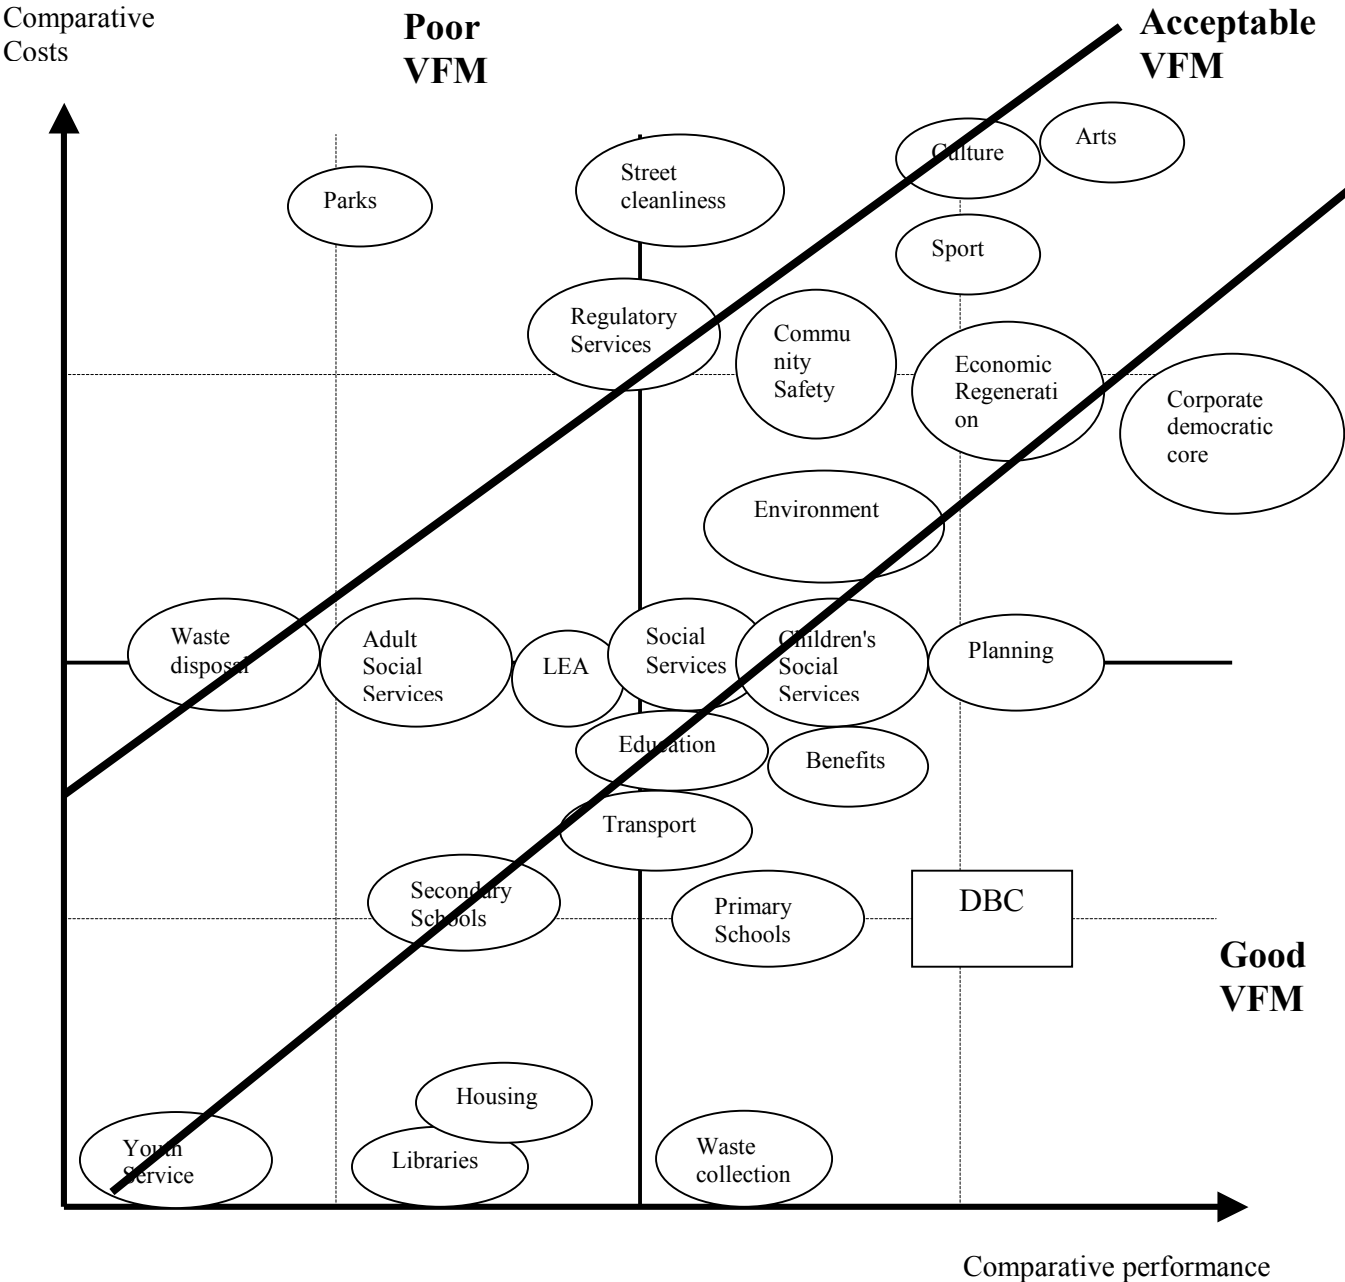 Comparative
Costs
Poor
VFM
Acceptable
VFM
Culture
Arts
Street
cleanliness
Parks
Sport
Regulatory
Services
Commu
nity
Safety
Economic
Regenerati
on
Corporate
democratic
core
Environment
Waste
disposal
Adult
Social
Services
LEA
Social
Services
Children's
Social
Services
Planning
Education
Benefits
Transport
Secondary
Schools
Primary
Schools
DBC
Good
VFM
Housing
Youth
Service
Libraries
Waste
collection
Comparative performance